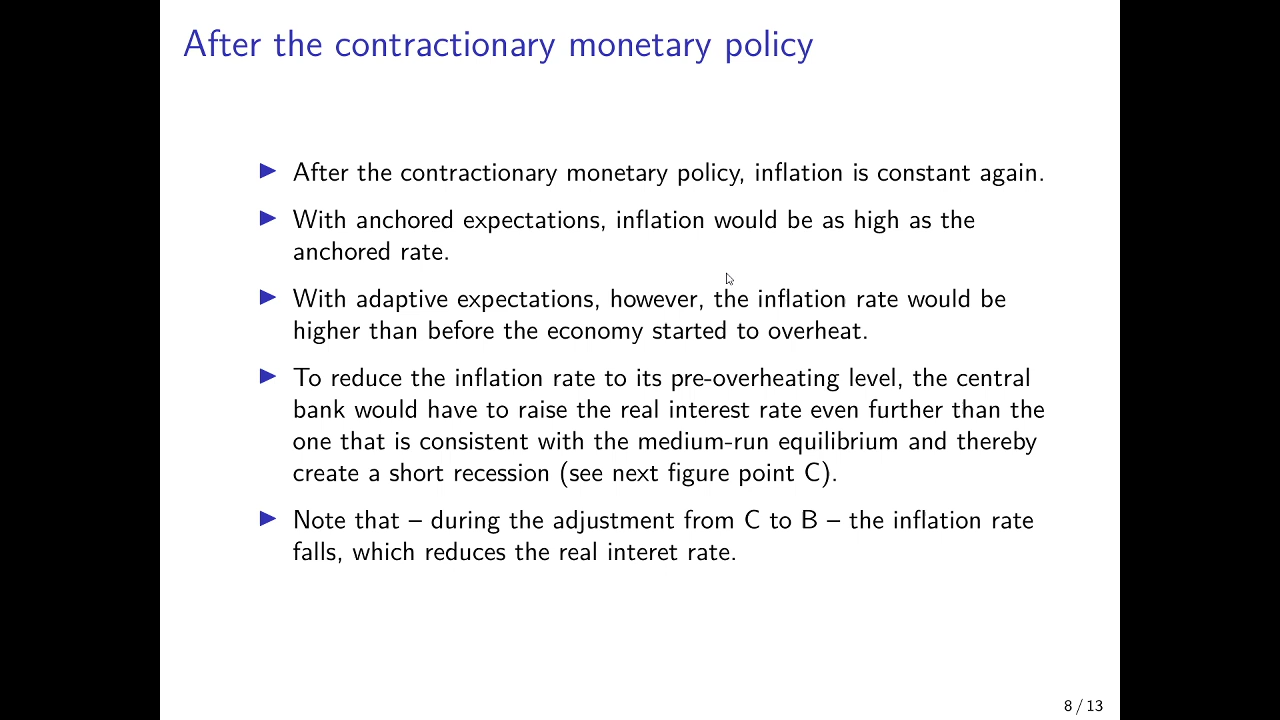 After the contractionary monetary policy
▶ After the contractionary monetary policy, inflation is constant again.
▶ With anchored expectations, inflation would be as high as the
anchored rate.
▶ With adaptive expectations, however, the inflation rate would be
higher than before the economy started to overheat.
▶ To reduce the inflation rate to its pre-overheating level, the central
bank would have to raise the real interest rate even further than the
one that is consistent with the medium-run equilibrium and thereby
create a short recession (see next figure point C).
▶ Note that – during the adjustment from C to B – the inflation rate
falls, which reduces the real interet rate.
8 / 13